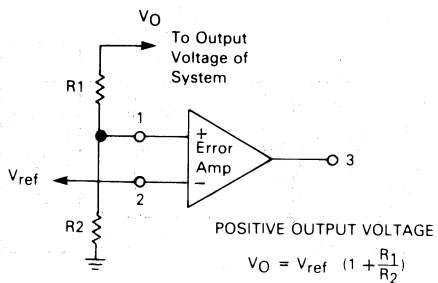 VO
To Output
Voltage of
System
R1
1
+
Error
Amp
3
Vref
−
2
R2
POSITIVE OUTPUT VOLTAGE
VO = Vref (1 + R1/R2)